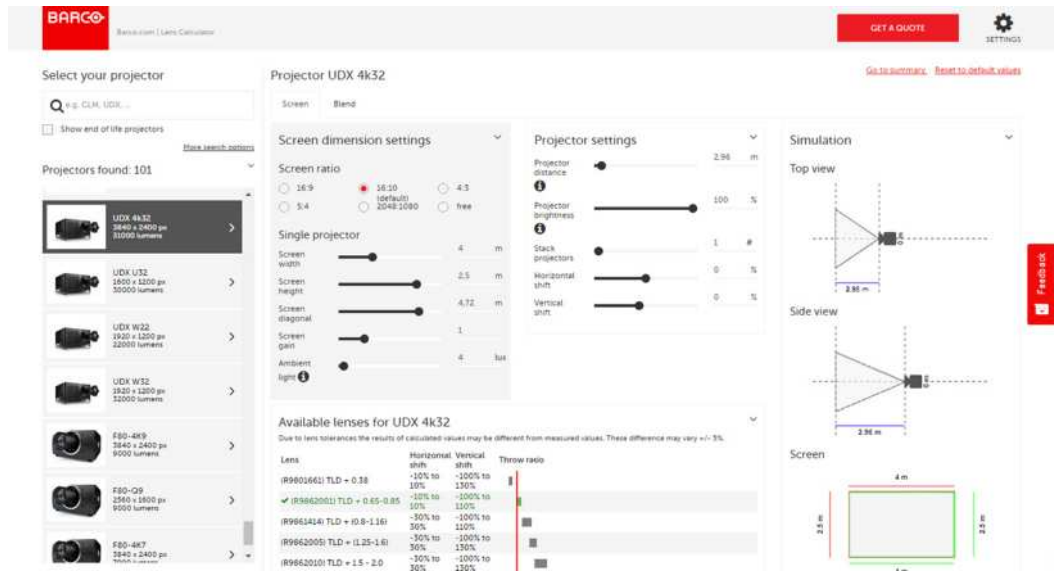 BARCO
Barco.com | Lens Calculator
GET A QUOTE
SETTINGS
Select your projector
e.g. CLM, UDX, ...
Show end of life projectors
More search options
Projectors found: 101
UDX 4k32
3840 x 2400 px
31000 lumens
UDX U32
1600 x 1200 px
30000 lumens
UDX W22
1920 x 1200 px
22000 lumens
UDX W32
1920 x 1200 px
32000 lumens
F80-4K9
3840 x 2400 px
9000 lumens
F80-Q9
2560 x 1600 px
9000 lumens
F80-4K7
3840 x 2400 px
7000 lumens
Projector UDX 4k32
Go to summary Reset to default values
Screen Blend
Screen dimension settings
Screen ratio
16:9 16:10 (default) 4:3
5:4 2048:1080 free
Single projector
Screen width 4 m
Screen height 2,5 m
Screen diagonal 4,72 m
Screen gain 1
Ambient light 4 lux
Projector settings
Projector distance 2,96 m
Projector brightness 100 %
Stack projectors 1 #
Horizontal shift 0 %
Vertical shift 0 %
Available lenses for UDX 4k32
Due to lens tolerances the results of calculated values may be different from measured values. These difference may vary +/- 5%.
Lens Horizontal shift Vertical shift Throw ratio
(R9801661) TLD + 0.38 -10% to 10% -100% to 130%
(R9862001) TLD + 0.65-0.85 -10% to 10% -100% to 110%
(R9861414) TLD + (0.8-1.16) -30% to 30% -100% to 110%
(R9862005) TLD + (1.25-1.6) -30% to 30% -100% to 130%
(R9862010) TLD + 1.5 - 2.0 -30% to 30% -100% to 130%
Simulation
Top view
2.96 m
Side view
2.96 m
Screen
4 m
2.5 m
2.5 m
4 m
Feedback